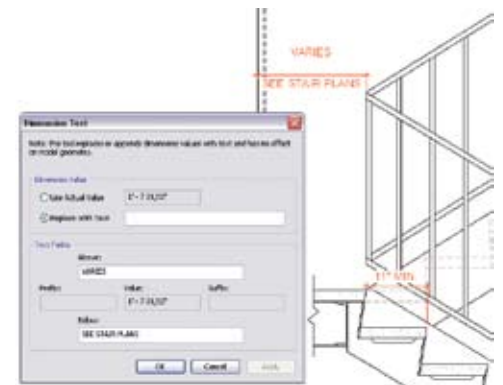 VARIES
SEE STAIR PLANS
11" MIN
Dimension Text
Note: This tool replaces or appends dimension values with text and has no effect
on model geometry.
Dimension Value
Use Actual Value
Replace With Text
Text Fields
Above:
VARIES
Prefix:
Value:
Suffix:
Below:
SEE STAIR PLANS
OK
Cancel
Apply